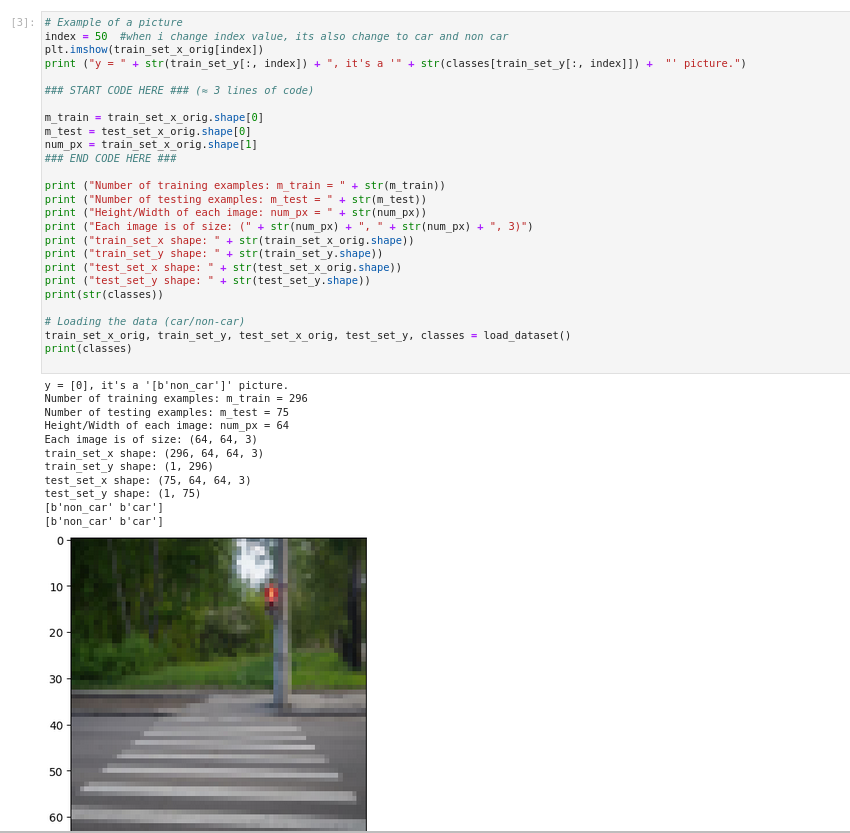 [3]: # Example of a picture
index = 50  #when i change index value, its also change to car and non car
plt.imshow(train_set_x_orig[index])
print ("y = " + str(train_set_y[:, index]) + ", it's a '" + str(classes[train_set_y[:, index]]) +  "' picture.")
### START CODE HERE ### (≈ 3 lines of code)
m_train = train_set_x_orig.shape[0]
m_test = test_set_x_orig.shape[0]
num_px = train_set_x_orig.shape[1]
### END CODE HERE ###
print ("Number of training examples: m_train = " + str(m_train))
print ("Number of testing examples: m_test = " + str(m_test))
print ("Height/Width of each image: num_px = " + str(num_px))
print ("Each image is of size: (" + str(num_px) + ", " + str(num_px) + ", 3)")
print ("train_set_x shape: " + str(train_set_x_orig.shape))
print ("train_set_y shape: " + str(train_set_y.shape))
print ("test_set_x shape: " + str(test_set_x_orig.shape))
print ("test_set_y shape: " + str(test_set_y.shape))
print(str(classes))
# Loading the data (car/non-car)
train_set_x_orig, train_set_y, test_set_x_orig, test_set_y, classes = load_dataset()
print(classes)
y = [0], it's a '[b'non_car']' picture.
Number of training examples: m_train = 296
Number of testing examples: m_test = 75
Height/Width of each image: num_px = 64
Each image is of size: (64, 64, 3)
train_set_x shape: (296, 64, 64, 3)
train_set_y shape: (1, 296)
test_set_x shape: (75, 64, 64, 3)
test_set_y shape: (1, 75)
[b'non_car' b'car']
[b'non_car' b'car']
0
10
20
30
40
50
60